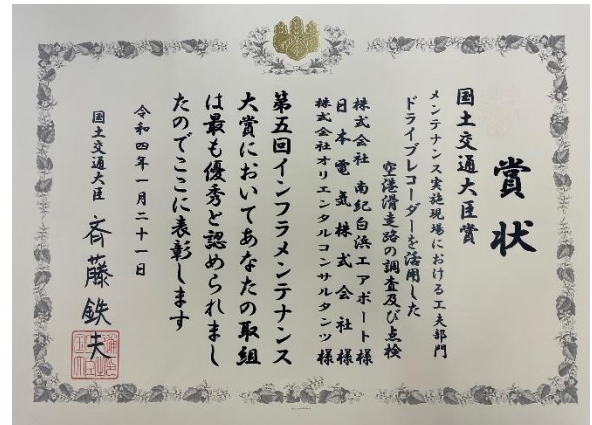 賞状
国土交通大臣賞
メンテナンス実施現場における工夫部門
ドライブレコーダーを活用した
空港滑走路の調査及び点検
株式会社 南紀白浜エアポート様
日本電気株式会社様
株式会社オリエンタルコンサルタンツ様
第五回インフラメンテナンス
大賞においてあなたの取組
は最も優秀と認められまし
たのでここに表彰します
令和四年一月二十一日
国土交通大臣 斉藤鉄夫